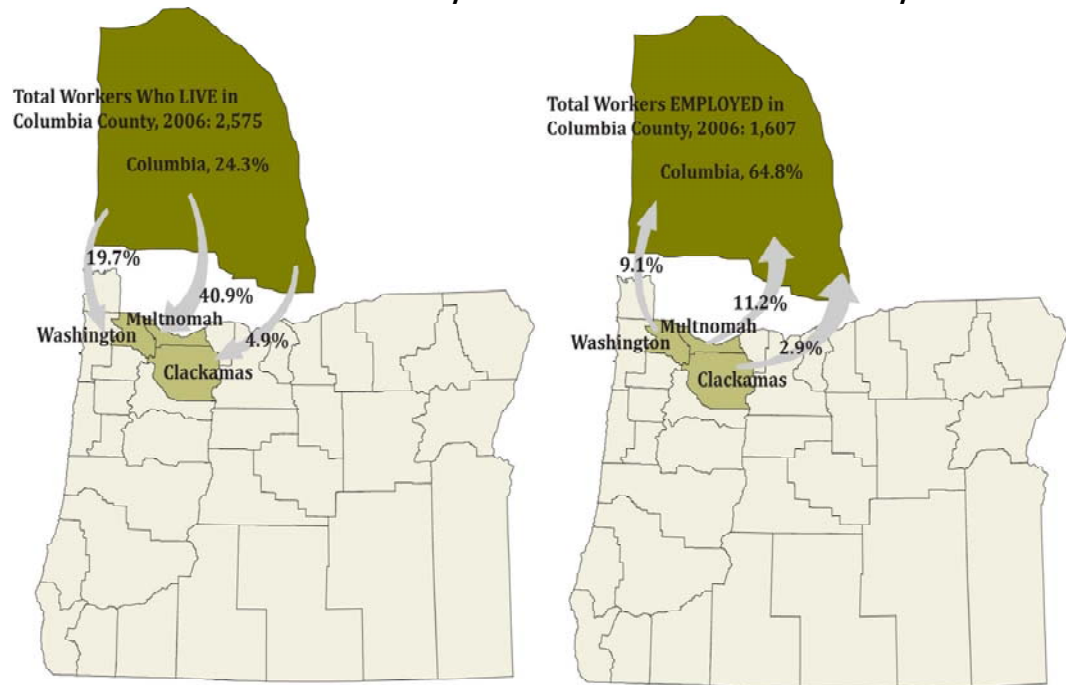 Total Workers Who LIVE in
Columbia County, 2006: 2,575
Columbia, 24.3%
19.7%
40.9%
4.9%
Multnomah
Washington
Clackamas
Total Workers EMPLOYED in
Columbia County, 2006: 1,607
Columbia, 64.8%
9.1%
11.2%
2.9%
Multnomah
Washington
Clackamas